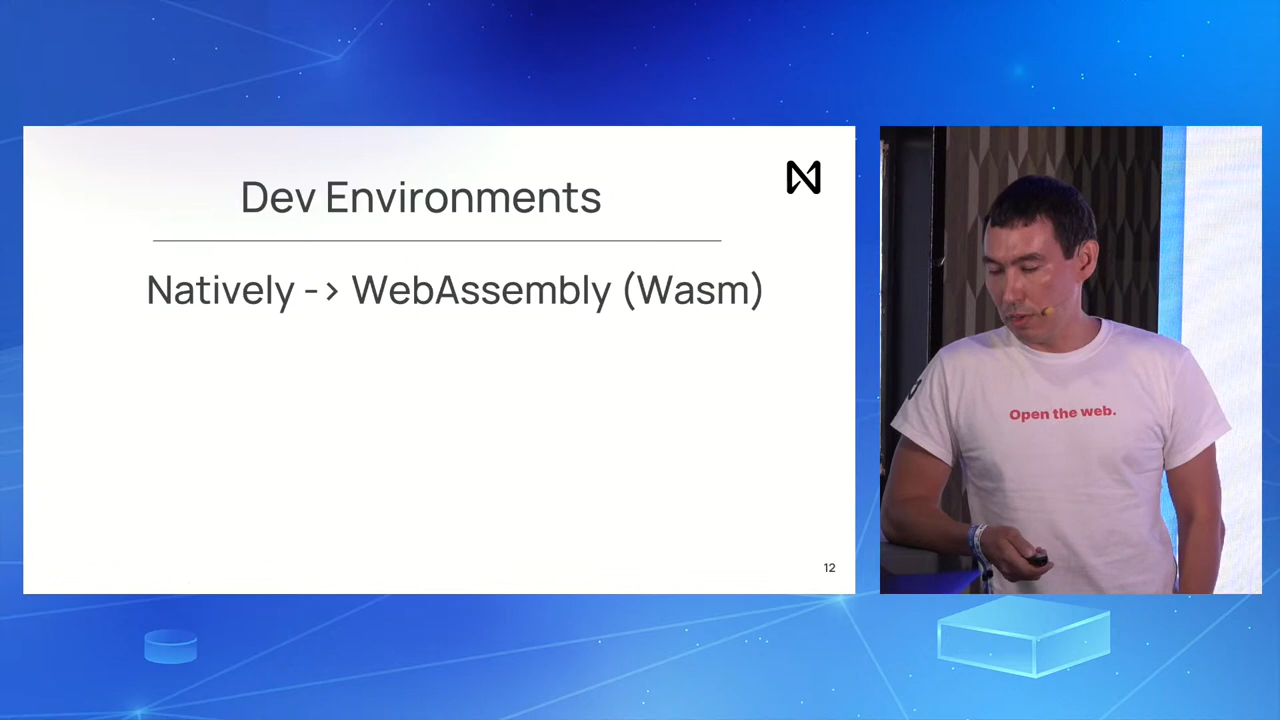 Dev Environments
Natively -> WebAssembly (Wasm)
12
Open the web.